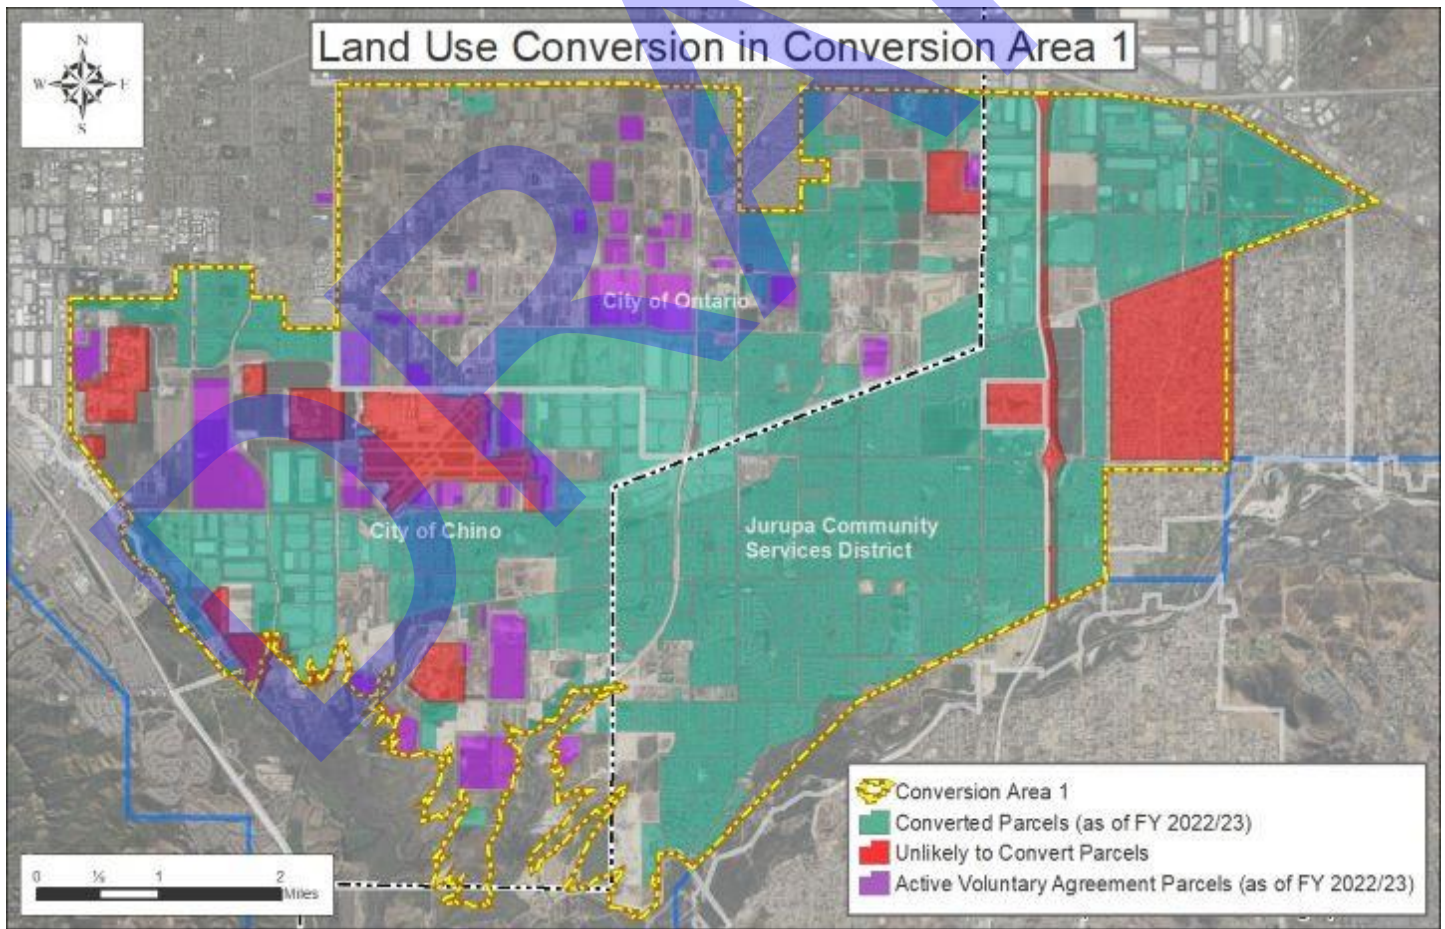 Land Use Conversion in Conversion Area 1
N
W
E
S
City of Ontario
City of Chino
Jurupa Community
Services District
DRA
Conversion Area 1
Converted Parcels (as of FY 2022/23)
Unlikely to Convert Parcels
Active Voluntary Agreement Parcels (as of FY 2022/23)
0 ½ 1 2
Miles